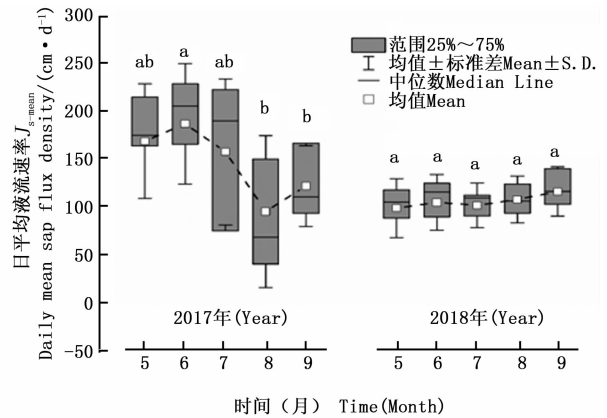 日平均液流速率Js-mean
Daily mean sap flux density/(cm·d⁻¹)
300
250
200
150
100
50
0
-50
范围25%～75%
均值±标准差Mean±S.D.
中位数Median Line
均值Mean
ab
a
ab
b
b
a
a
a
a
a
2017年(Year)
2018年(Year)
5 6 7 8 9
5 6 7 8 9
时间（月） Time(Month)